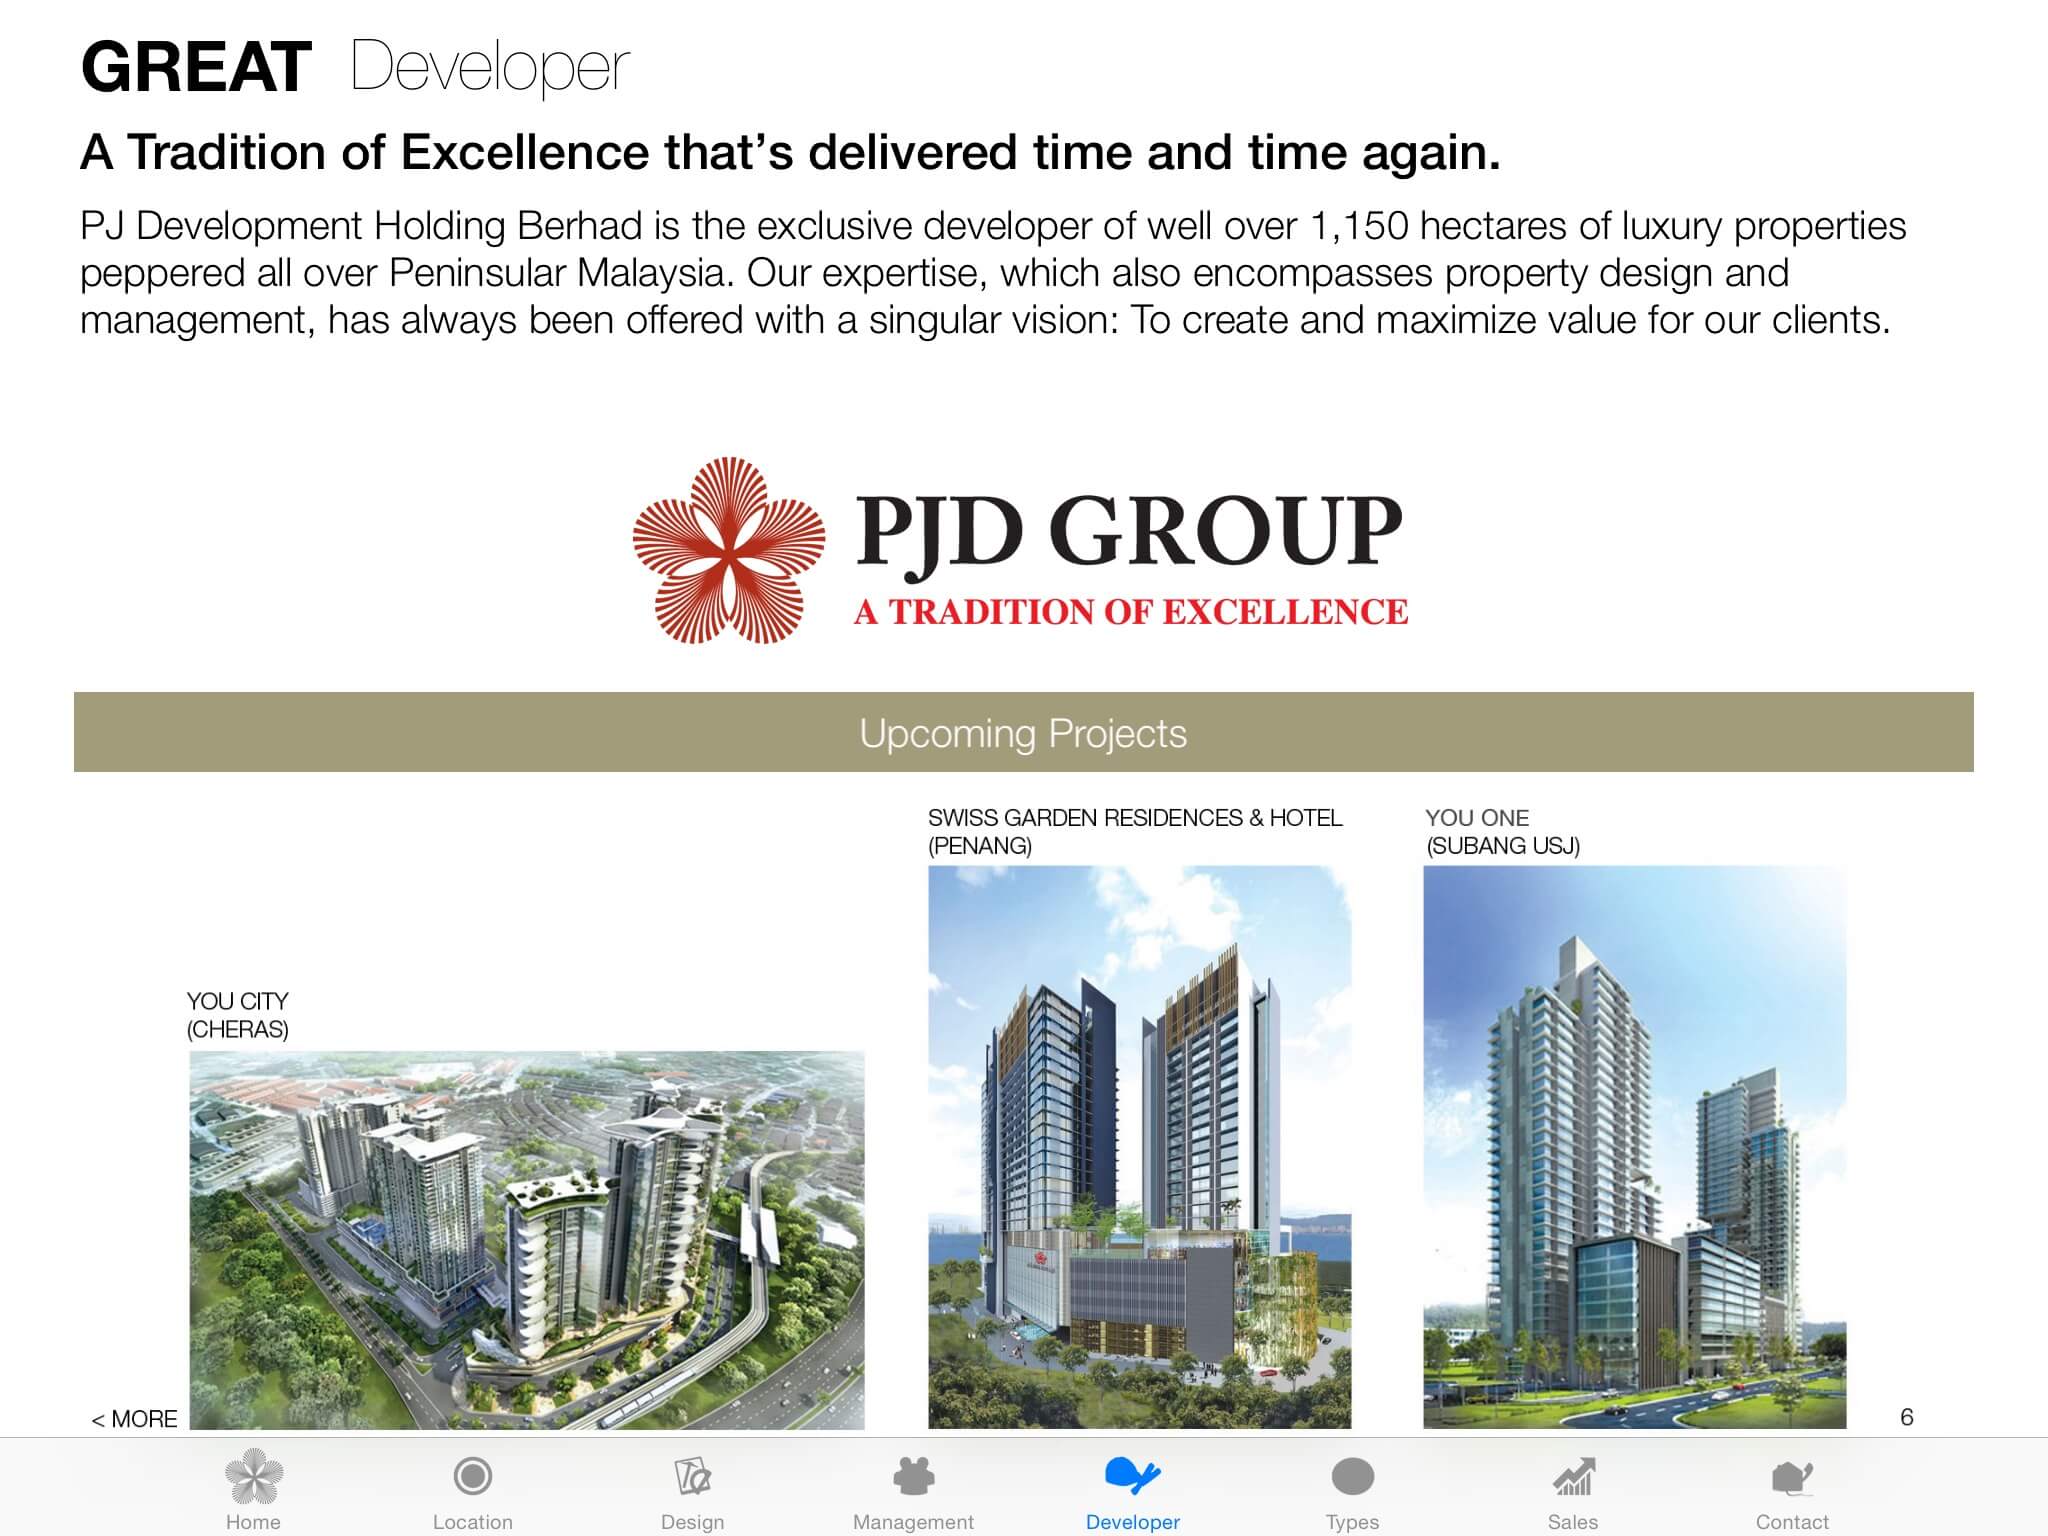 GREAT Developer
A Tradition of Excellence that’s delivered time and time again.
PJ Development Holding Berhad is the exclusive developer of well over 1,150 hectares of luxury properties
peppered all over Peninsular Malaysia. Our expertise, which also encompasses property design and
management, has always been offered with a singular vision: To create and maximize value for our clients.
PJD GROUP
A TRADITION OF EXCELLENCE
Upcoming Projects
YOU CITY
(CHERAS)
SWISS GARDEN RESIDENCES & HOTEL
(PENANG)
YOU ONE
(SUBANG USJ)
< MORE
6
Home
Location
Design
Management
Developer
Types
Sales
Contact